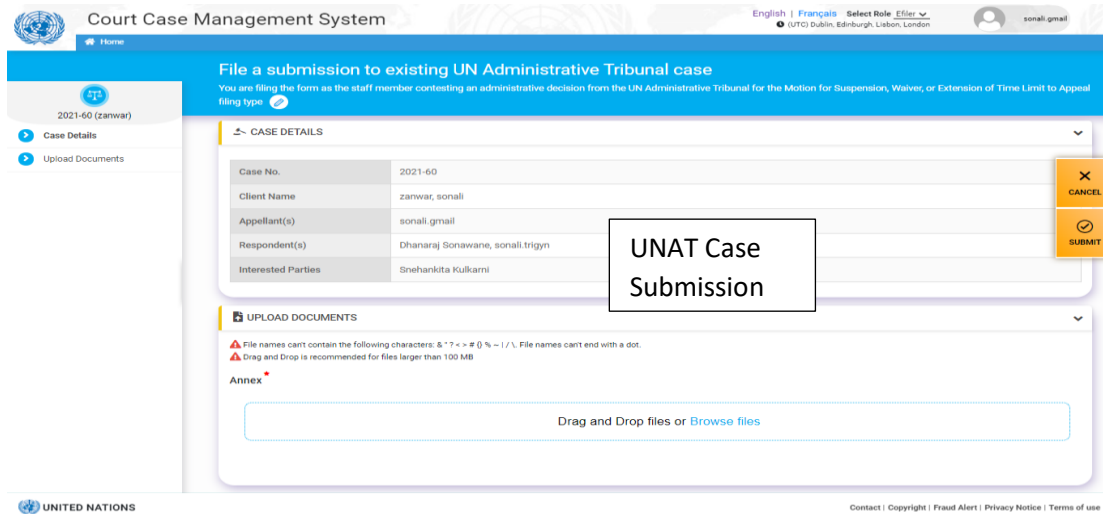 Court Case Management System
English | Français Select Role Efiler
(UTC) Dublin, Edinburgh, Lisbon, London
sonali.gmail
Home
2021-60 (zanwar)
Case Details
Upload Documents
File a submission to existing UN Administrative Tribunal case
You are filing the form as the staff member contesting an administrative decision from the UN Administrative Tribunal for the Motion for Suspension, Waiver, or Extension of Time Limit to Appeal
filing type
CASE DETAILS
Case No. 2021-60
Client Name zanwar, sonali
Appellant(s) sonali.gmail
Respondent(s) Dhanaraj Sonawane, sonali.trigyn
Interested Parties Snehankita Kulkarni
CANCEL
SUBMIT
UNAT Case
Submission
UPLOAD DOCUMENTS
File names can't contain the following characters: & " ? < > # {} % ~ | / \. File names can't end with a dot.
Drag and Drop is recommended for files larger than 100 MB
Annex *
Drag and Drop files or Browse files
UNITED NATIONS
Contact | Copyright | Fraud Alert | Privacy Notice | Terms of use